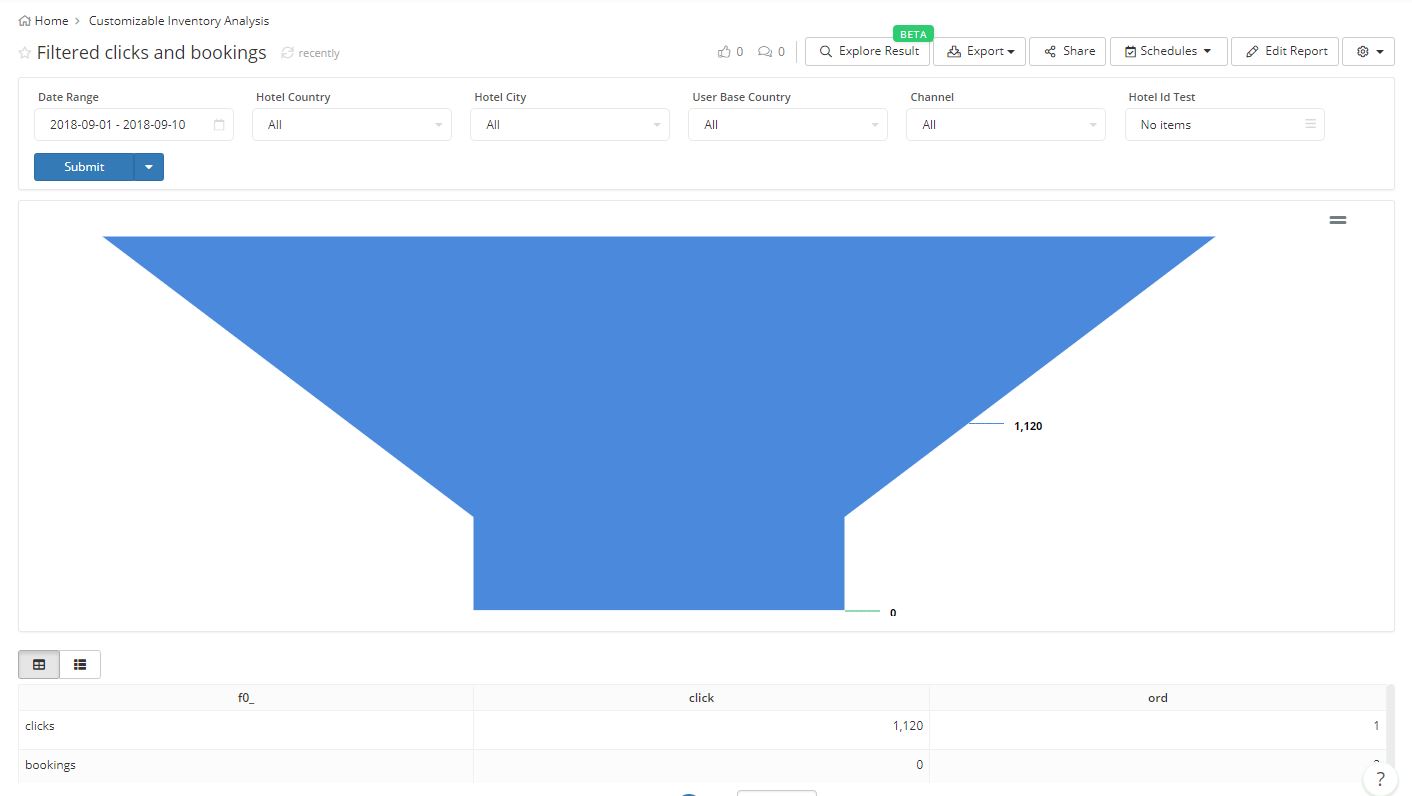 Home > Customizable Inventory Analysis
Filtered clicks and bookings recently
0 0 Explore Result BETA Export Share Schedules Edit Report
Date Range Hotel Country Hotel City User Base Country Channel Hotel Id Test
2018-09-01 - 2018-09-10 All All All All No items
Submit
1,120
0
f0_ click ord
clicks 1,120 1
bookings 0
?